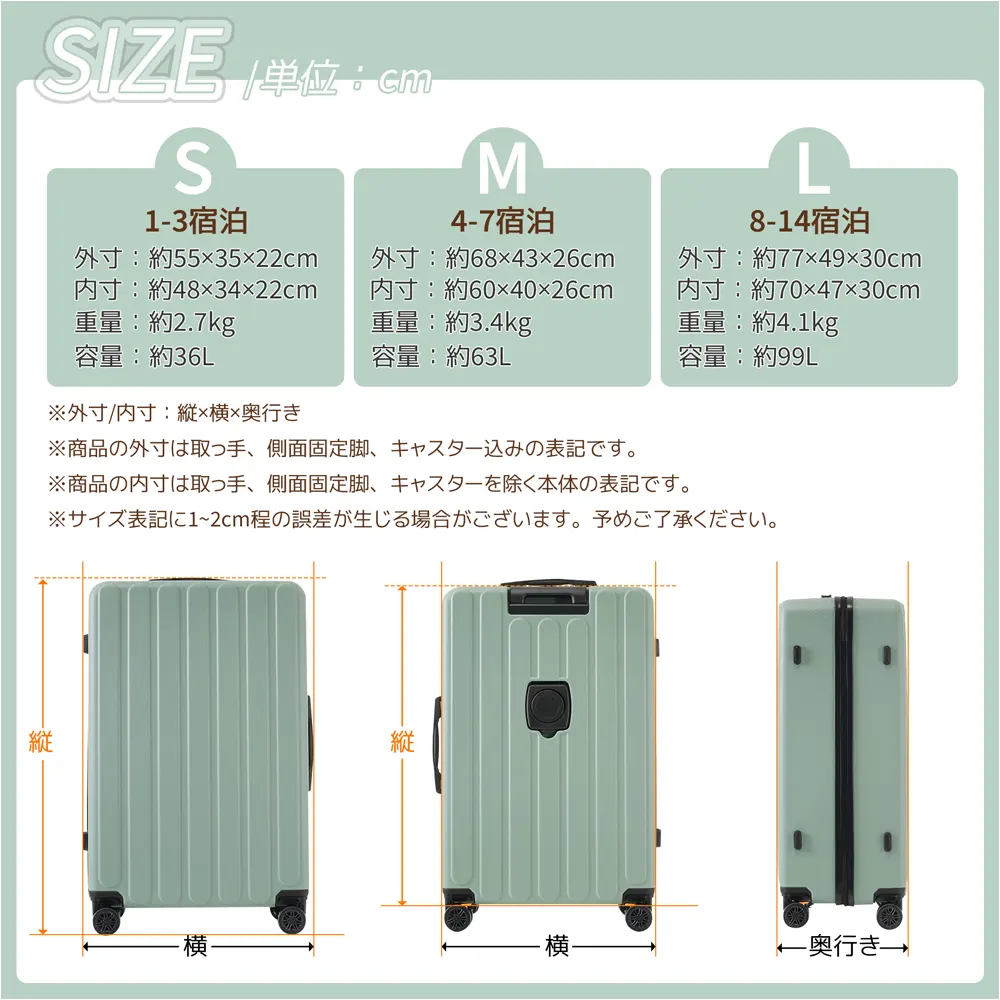 SIZE /単位：cm
S
1-3宿泊
外寸：約55×35×22cm
内寸：約48×34×22cm
重量：約2.7kg
容量：約36L
M
4-7宿泊
外寸：約68×43×26cm
内寸：約60×40×26cm
重量：約3.4kg
容量：約63L
L
8-14宿泊
外寸：約77×49×30cm
内寸：約70×47×30cm
重量：約4.1kg
容量：約99L
※外寸/内寸：縦×横×奥行き
※商品の外寸は取っ手、側面固定脚、キャスター込みの表記です。
※商品の内寸は取っ手、側面固定脚、キャスターを除く本体の表記です。
※サイズ表記に1~2cm程の誤差が生じる場合がございます。予めご了承ください。
縦
横
縦
横
奥行き